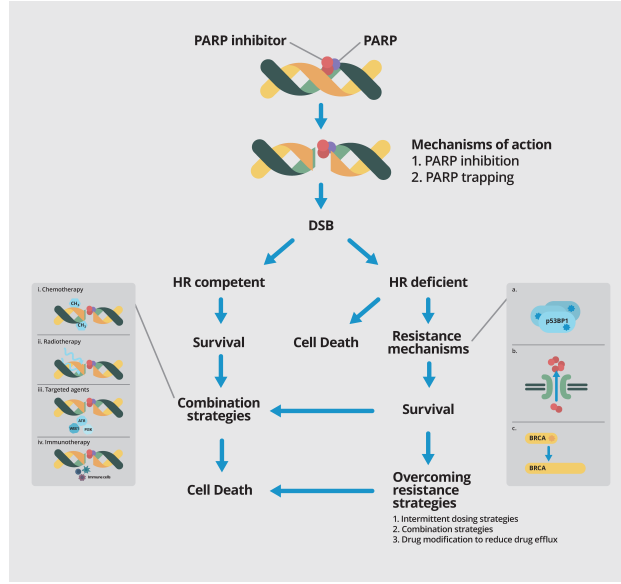 PARP inhibitor
PARP
Mechanisms of action
1. PARP inhibition
2. PARP trapping
DSB
HR competent
HR deficient
Survival
Cell Death
Resistance
mechanisms
Combination
strategies
Survival
Cell Death
Overcoming
resistance
strategies
1. Intermittent dosing strategies
2. Combination strategies
3. Drug modification to reduce drug efflux
i. Chemotherapy
CH₃
CH₃
ii. Radiotherapy
iii. Targeted agents
ATR
WEE1
PI3K
iv. Immunotherapy
Immune cells
a.
p53BP1
b.
c.
BRCA
BRCA